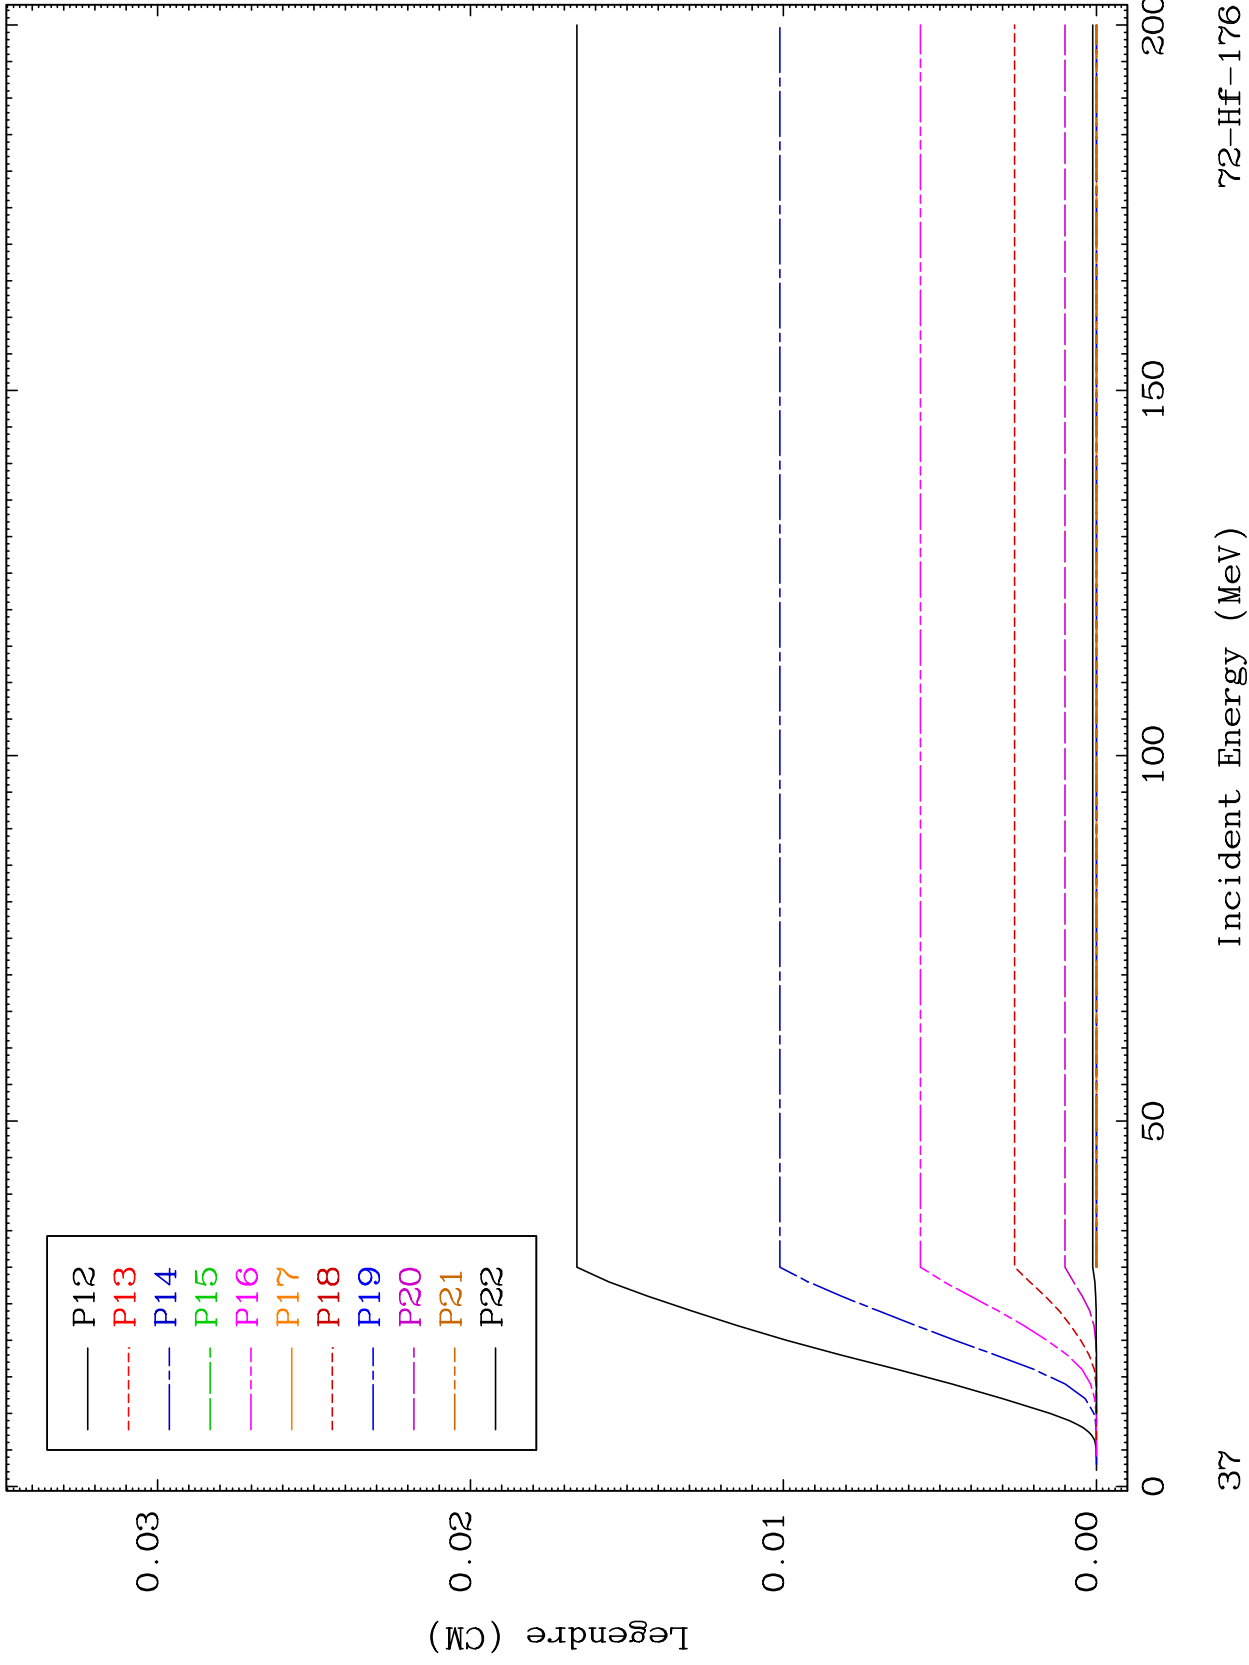 P12
P13
P14
P15
P16
P17
P18
P19
P20
P21
P22
0.03
0.02
0.01
0.00
Legendre (CM)
0
50
100
150
200
Incident Energy (MeV)
37
72-Hf-176